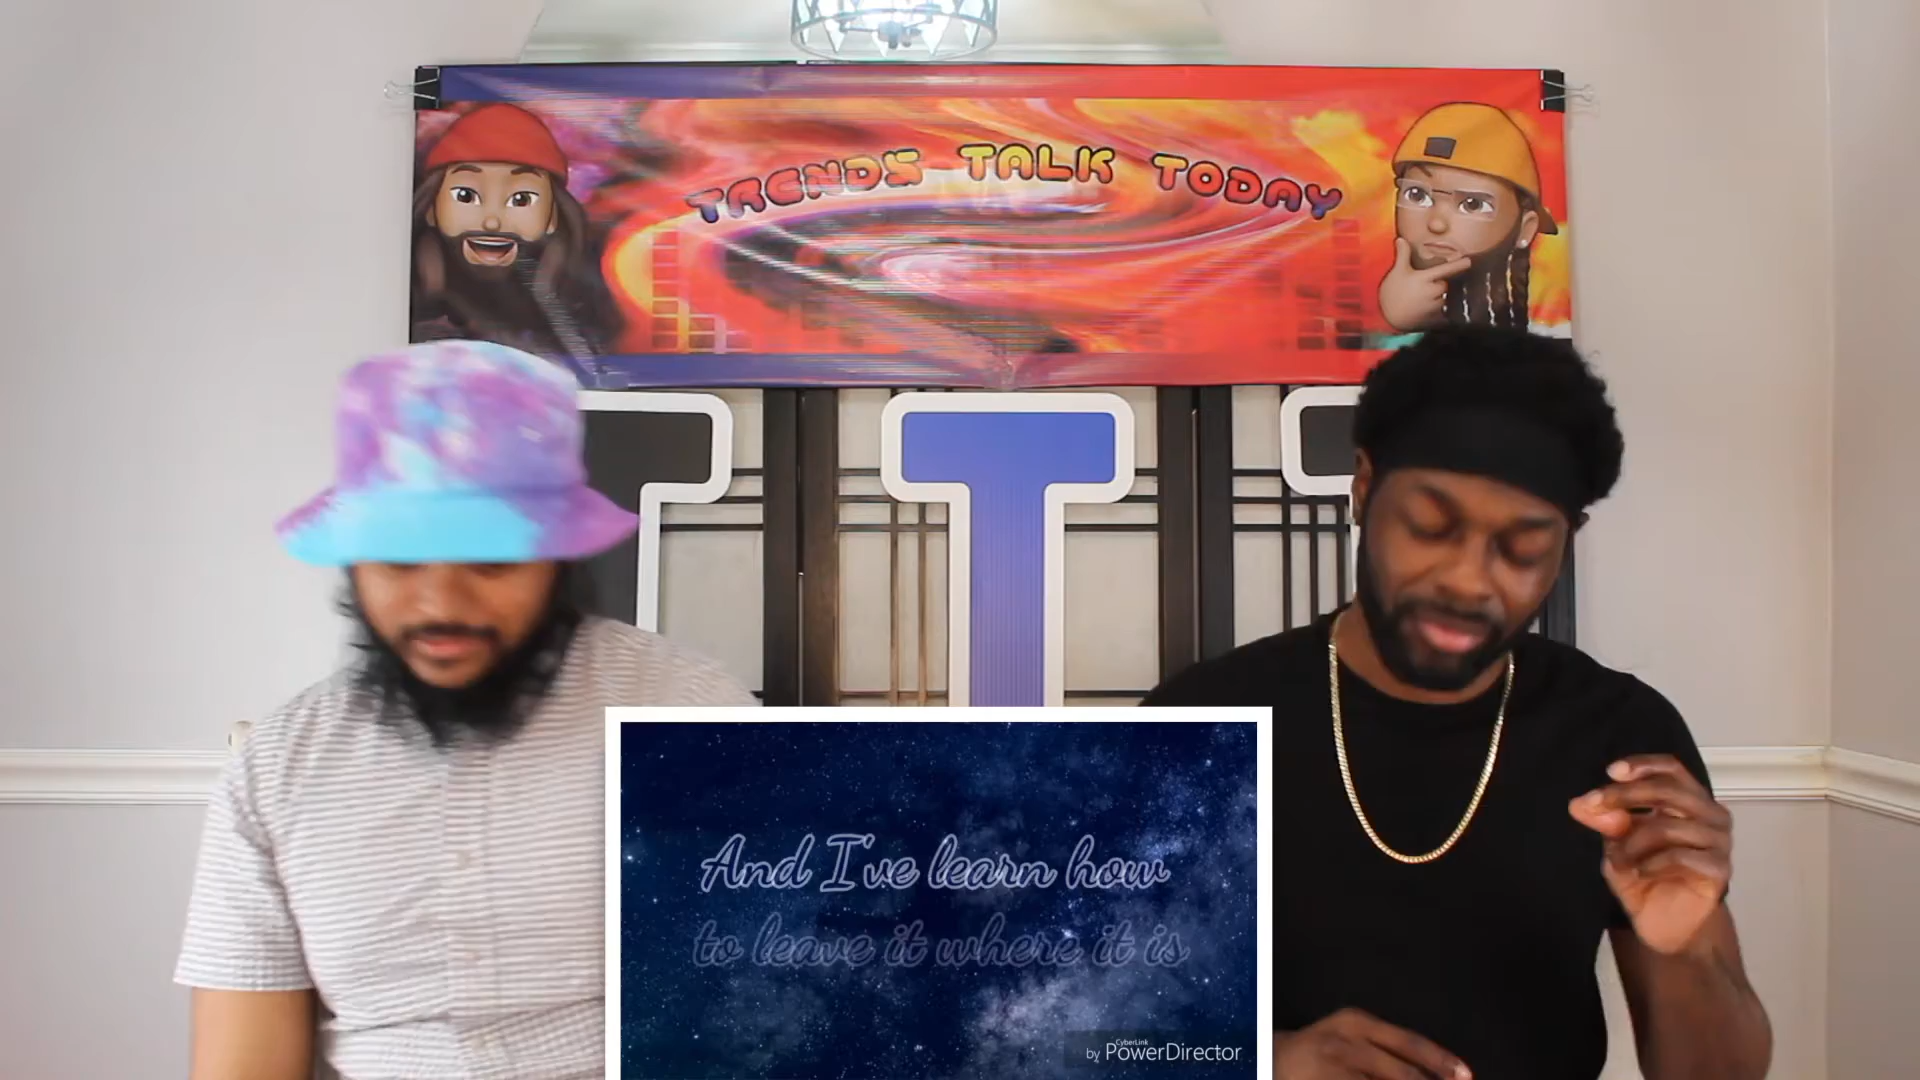 TRENDS TALK TODAY
T
And I've learn how
to leave it where it is
CyberLink
by PowerDirector